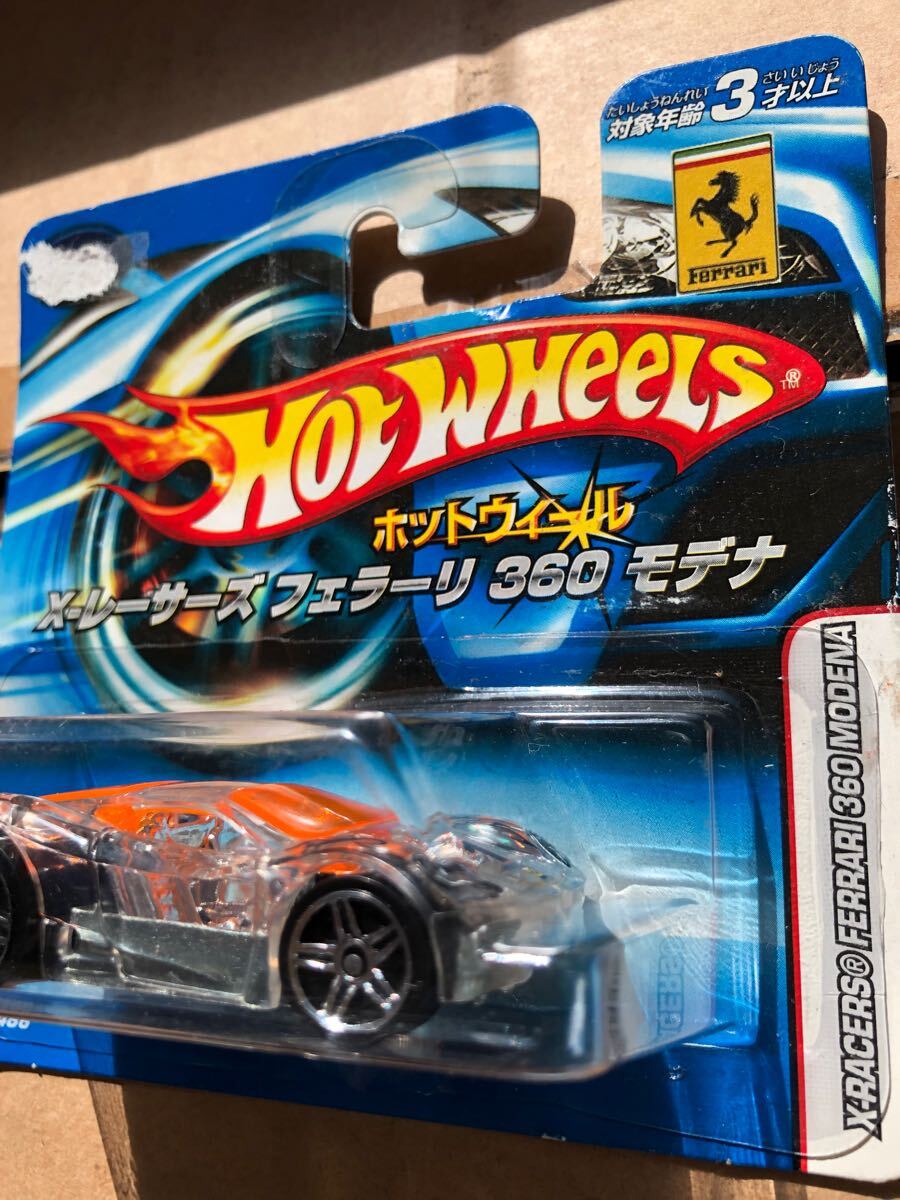 たいしょうねんれい さい いじょう
対象年齢 3 才以上
Ferrari
HOT WHEELS ® TM
ホットウィール
X-レーサーズ フェラーリ 360 モデナ
X-RACERS® FERRARI 360 MODENA